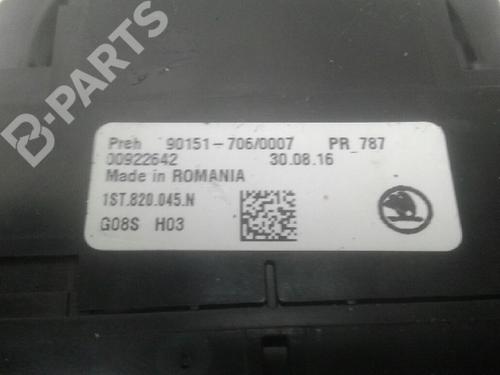 B-PARTS
Preh 90151-706/0007 PR_787
00922642 30.08.16
Made in ROMANIA
1ST.820.045.N
G08S H03